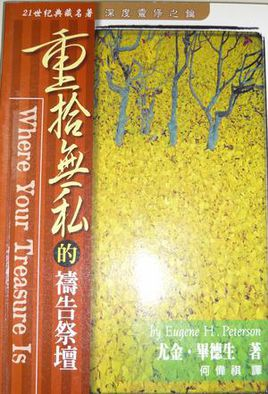 21世纪典藏名著
深度靈修之鑰
重拾無私
的
禱告祭壇
Where Your Treasure Is
by Eugene H. Peterson
尤金·畢德生 著
何偉祺 譯